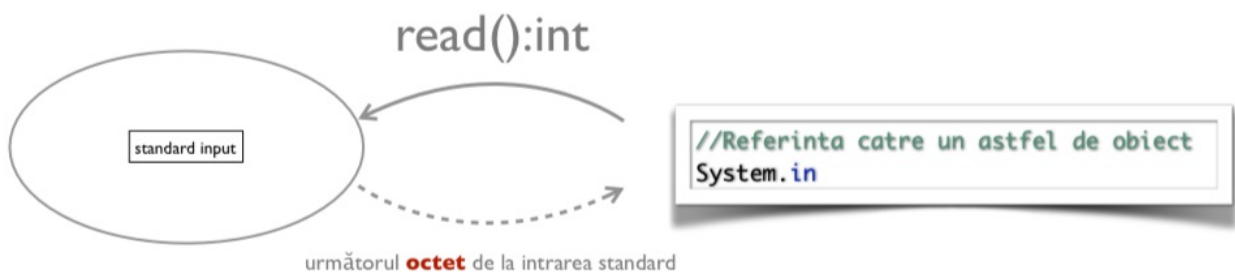 read():int
standard input
//Referinta catre un astfel de obiect
System.in
următorul octet de la intrarea standard